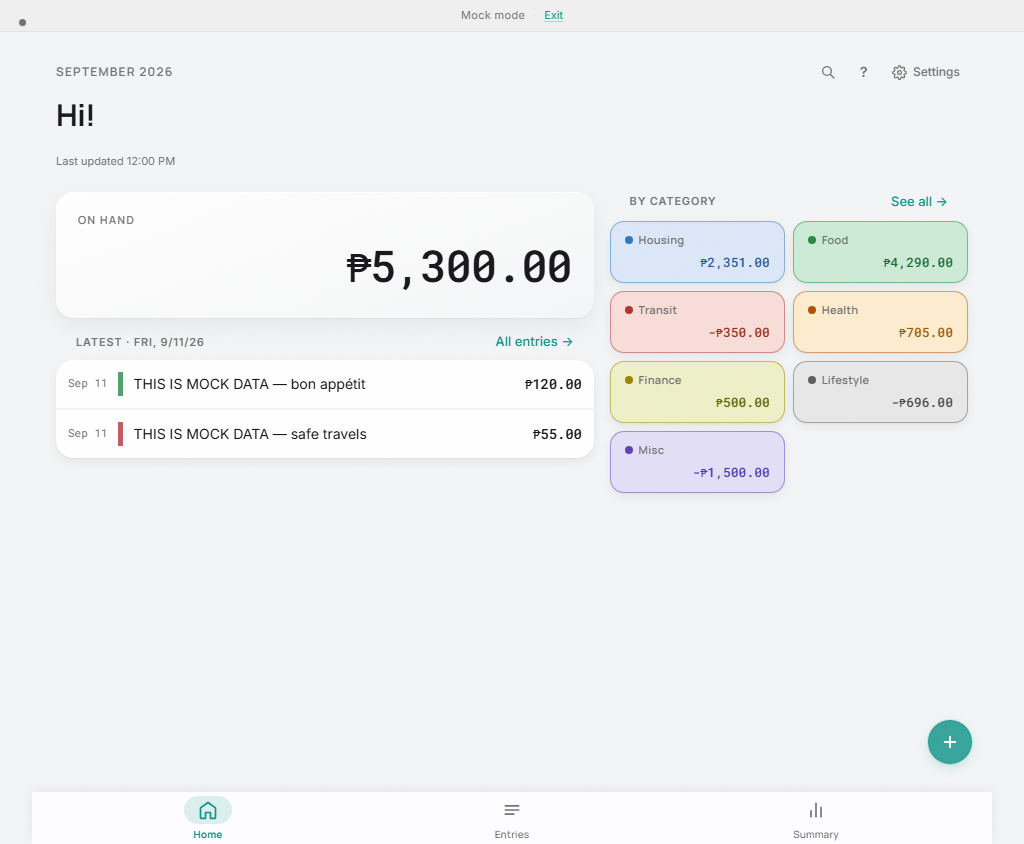 Mock mode · Exit
SEPTEMBER 2026
? Settings
Hi!
Last updated 12:00 PM
ON HAND
₱5,300.00
LATEST · FRI, 9/11/26
All entries →
Sep 11 THIS IS MOCK DATA — bon appétit ₱120.00
Sep 11 THIS IS MOCK DATA — safe travels ₱55.00
BY CATEGORY
See all →
Housing
₱2,351.00
Food
₱4,290.00
Transit
-₱350.00
Health
₱705.00
Finance
₱500.00
Lifestyle
-₱696.00
Misc
-₱1,500.00
+
Home
Entries
Summary